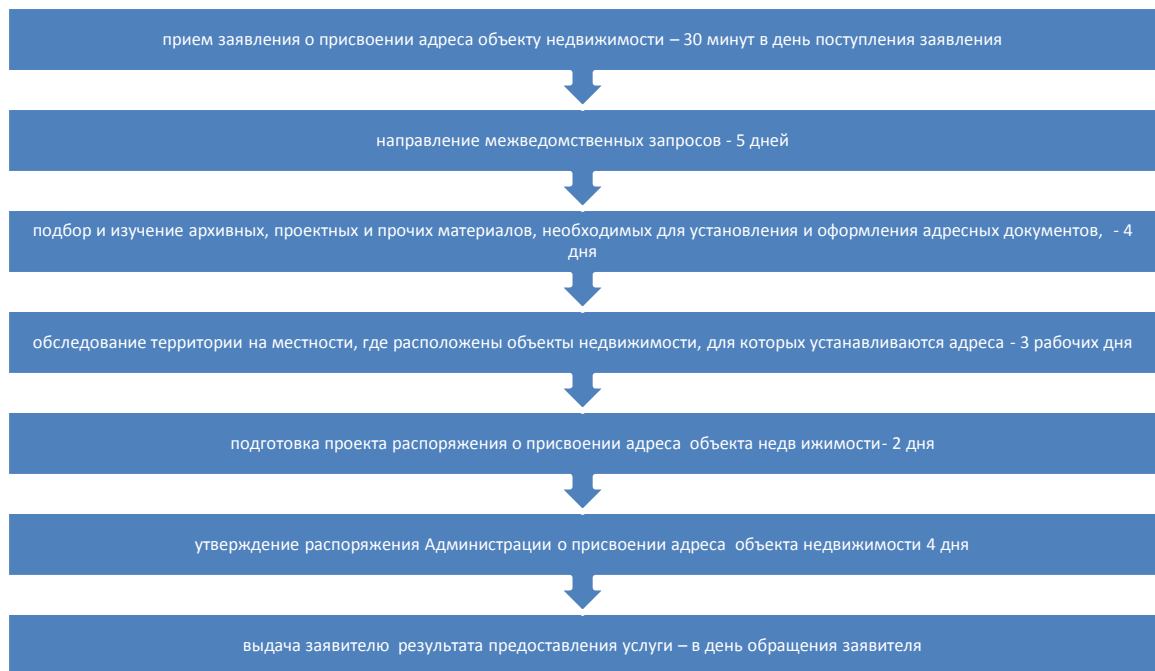 прием заявления о присвоении адреса объекту недвижимости – 30 минут в день поступления заявления
направление межведомственных запросов - 5 дней
подбор и изучение архивных, проектных и прочих материалов, необходимых для установления и оформления адресных документов,  - 4
дня
обследование территории на местности, где расположены объекты недвижимости, для которых устанавливаются адреса - 3 рабочих дня
подготовка проекта распоряжения о присвоении адреса  объекта недв ижимости- 2 дня
утверждение распоряжения Администрации о присвоении адреса  объекта недвижимости 4 дня
выдача заявителю  результата предоставления услуги – в день обращения заявителя